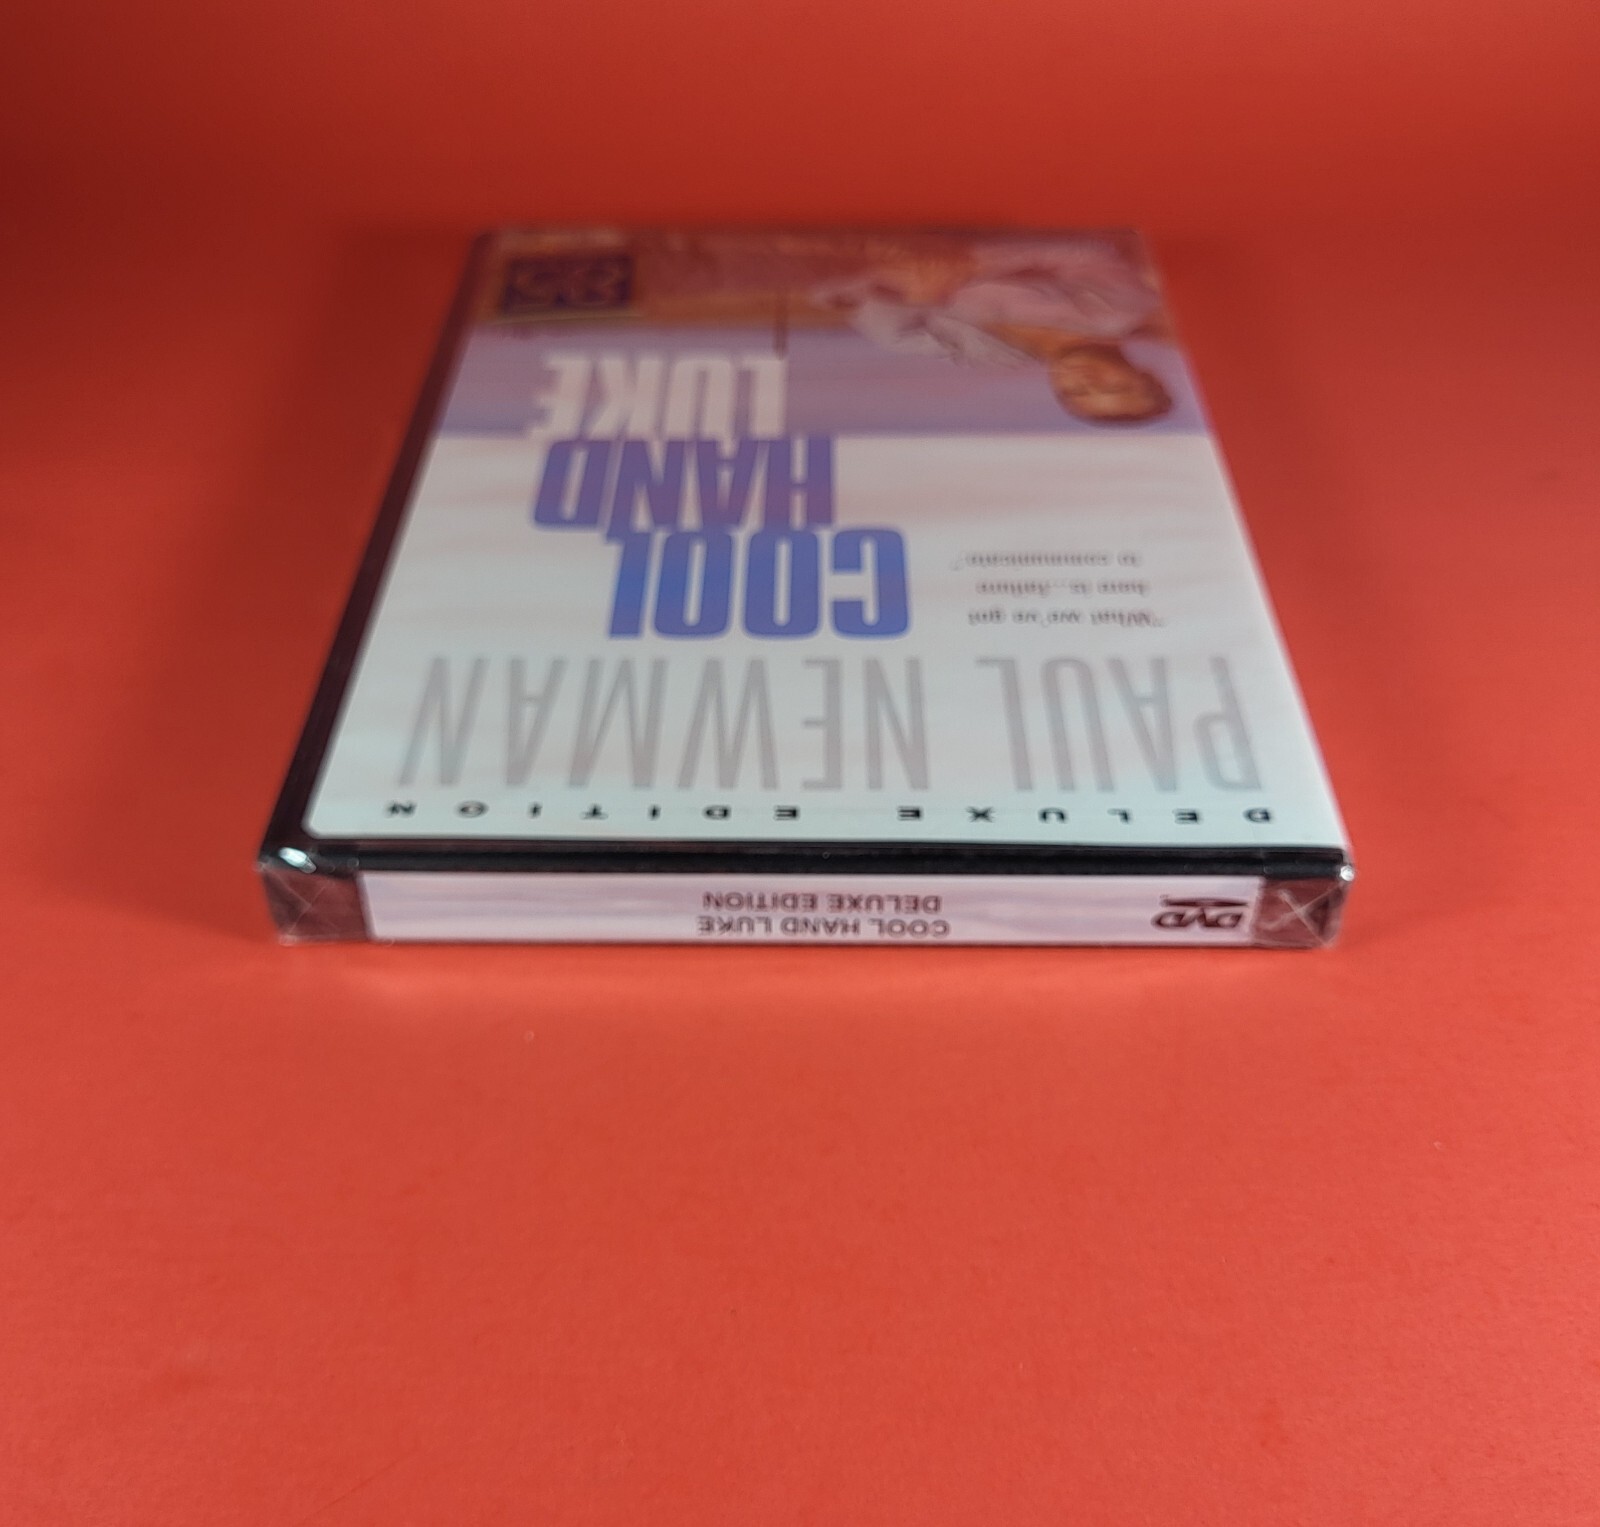 COOL HAND LUKE
DELUXE EDITION
DVD
DELUXE EDITION
PAUL NEWMAN
"What we've got
here is...failure
to communicate"
COOL
HAND
LUKE